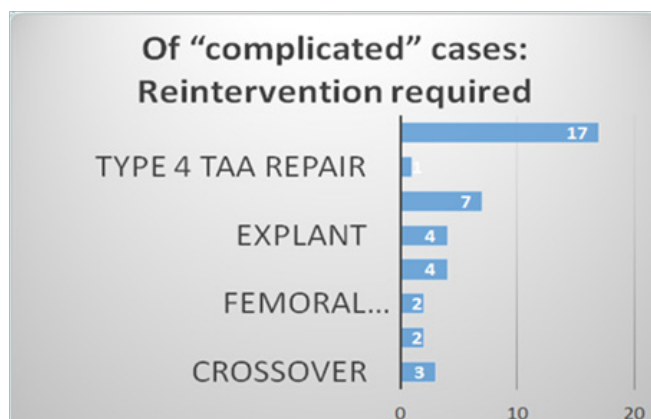 Of “complicated” cases:
Reintervention required
17
TYPE 4 TAA REPAIR 1
7
EXPLANT 4
4
FEMORAL... 2
2
CROSSOVER 3
0 10 20